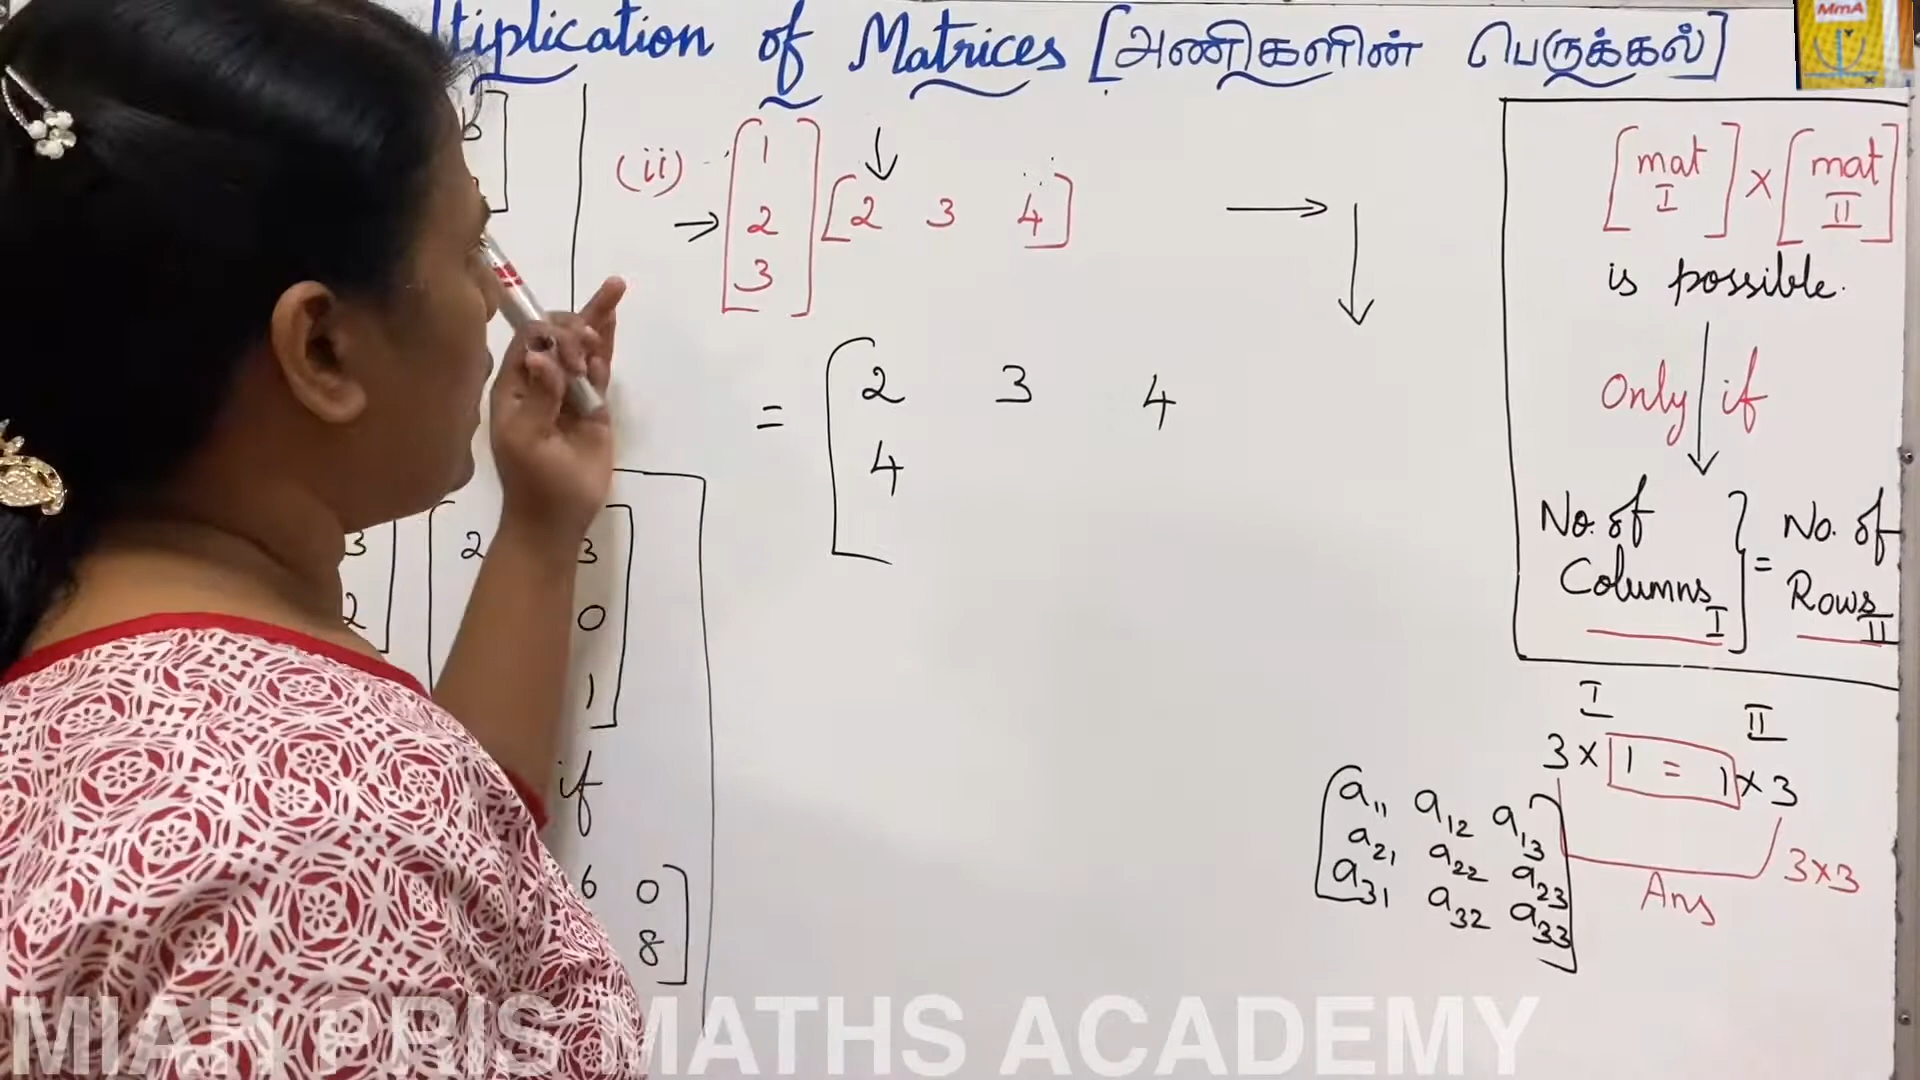 tiplication of Matrices [அணிகளின் பெருக்கல்]
MmA
b
(ii) [1 2 3] [2 3 4]
= [2 3 4
4
[mat I] × [mat II]
is possible.
Only if
No. of Columns I } = No. of Rows II
3
2
2 3
0
1
if
6 0
8
I II
3 × 1 = 1 × 3
Ans 3×3
a11 a12 a13
a21 a22 a23
a31 a32 a33
MIAH PRIS MATHS ACADEMY